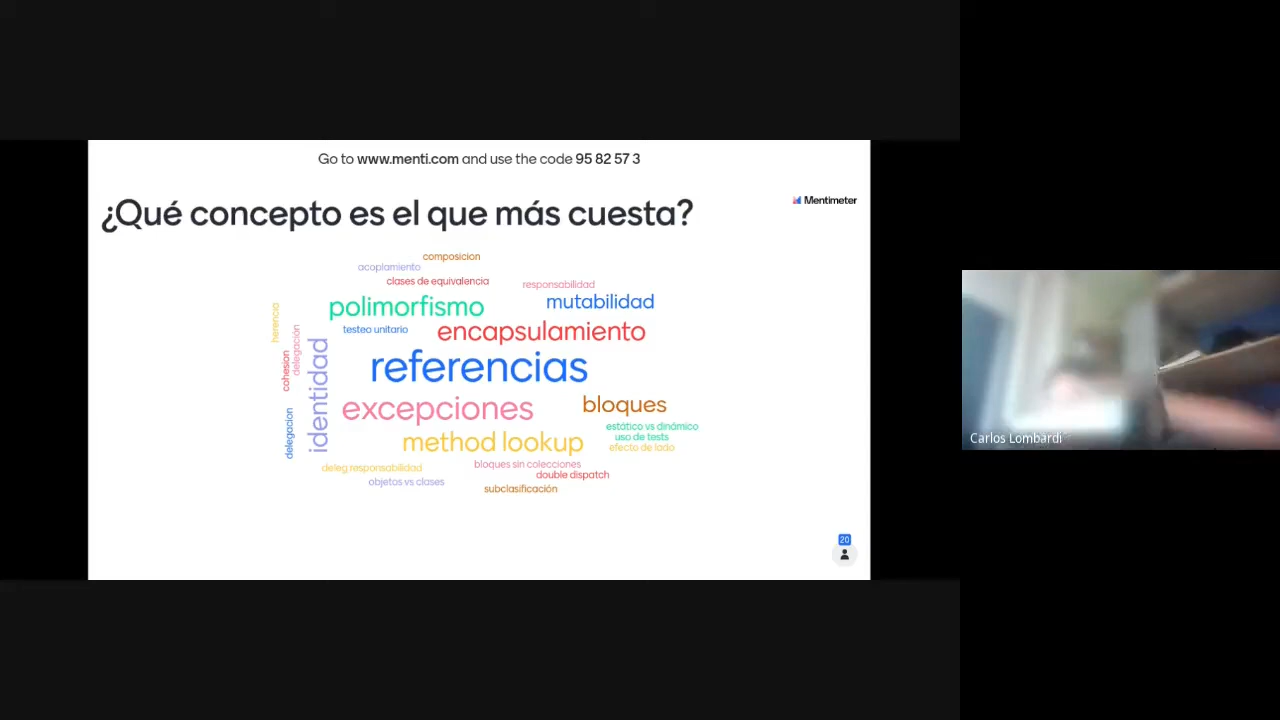 Go to www.menti.com and use the code 95 82 57 3
¿Qué concepto es el que más cuesta?
Mentimeter
composicion
acoplamiento
clases de equivalencia
responsabilidad
polimorfismo
mutabilidad
herencia
testeo unitario
encapsulamiento
delegación
cohesion
identidad
referencias
excepciones
bloques
delegacion
estático vs dinámico
uso de tests
method lookup
efecto de lado
deleg responsabilidad
bloques sin colecciones
double dispatch
objetos vs clases
subclasificación
20
Carlos Lombardi